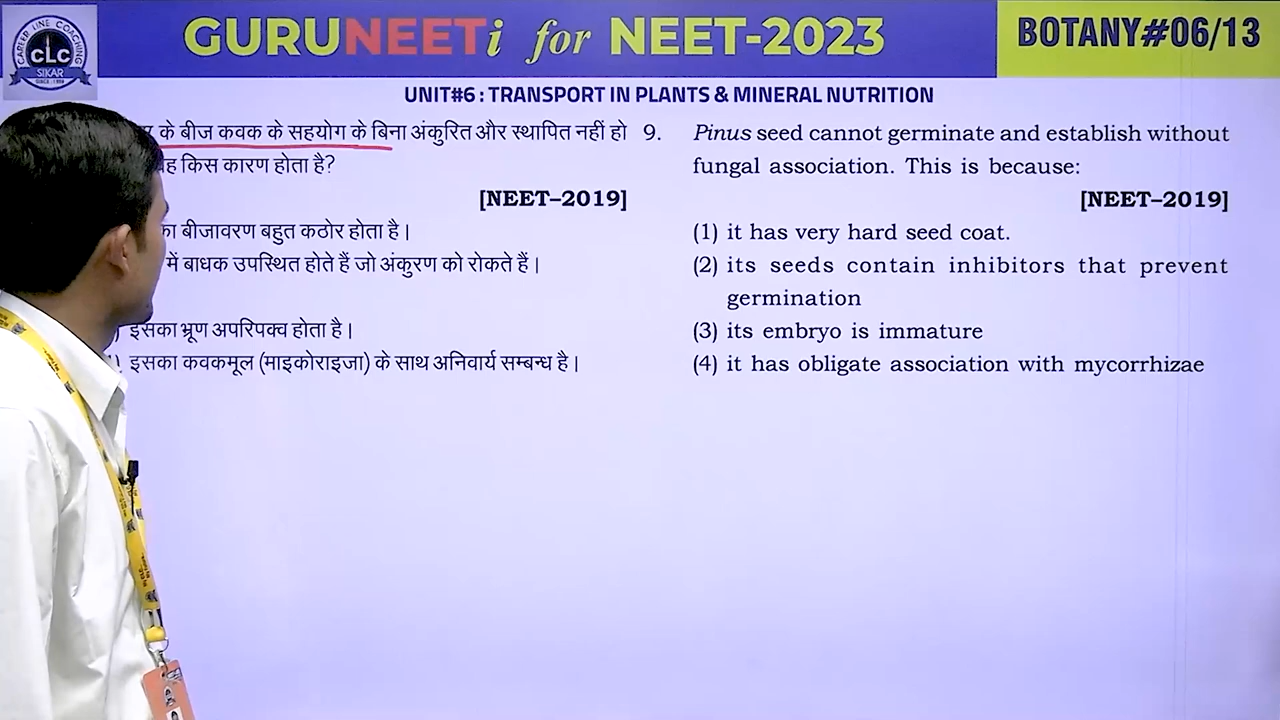 GURUNEETi for NEET-2023
BOTANY#06/13
CAREER LINE COACHING
CLC
SIKAR
UNIT#6 : TRANSPORT IN PLANTS & MINERAL NUTRITION
के बीज कवक के सहयोग के बिना अंकुरित और स्थापित नहीं हो
किस कारण होता है?
[NEET–2019]
बीजावरण बहुत कठोर होता है।
में बाधक उपस्थित होते हैं जो अंकुरण को रोकते हैं।
इसका भ्रूण अपरिपक्व होता है।
इसका कवकमूल (माइकोराइजा) के साथ अनिवार्य सम्बन्ध है।
9. Pinus seed cannot germinate and establish without
fungal association. This is because:
[NEET–2019]
(1) it has very hard seed coat.
(2) its seeds contain inhibitors that prevent
germination
(3) its embryo is immature
(4) it has obligate association with mycorrhizae